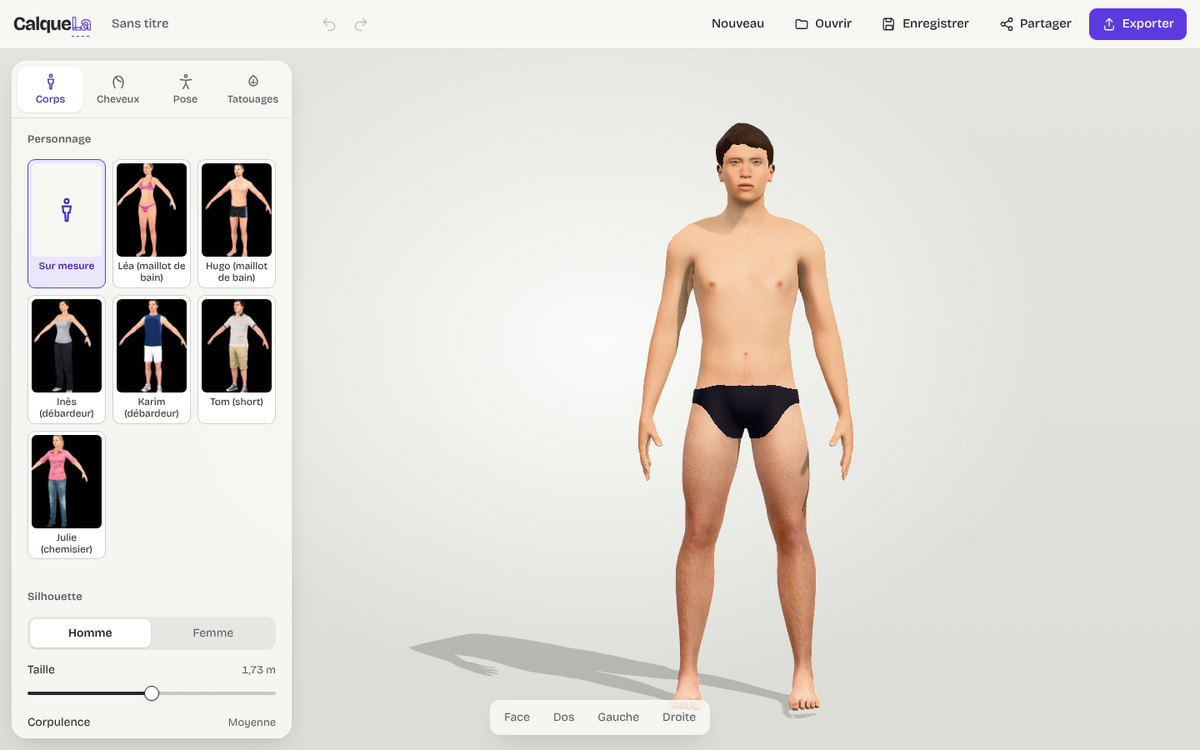 CalqueLa
Sans titre
Nouveau
Ouvrir
Enregistrer
Partager
Exporter
Corps
Cheveux
Pose
Tatouages
Personnage
Sur mesure
Léa (maillot de
bain)
Hugo (maillot
de bain)
Inès
(débardeur)
Karim
(débardeur)
Tom (short)
Julie
(chemisier)
Silhouette
Homme
Femme
Taille
1,73 m
Corpulence
Moyenne
Face
Dos
Gauche
Droite